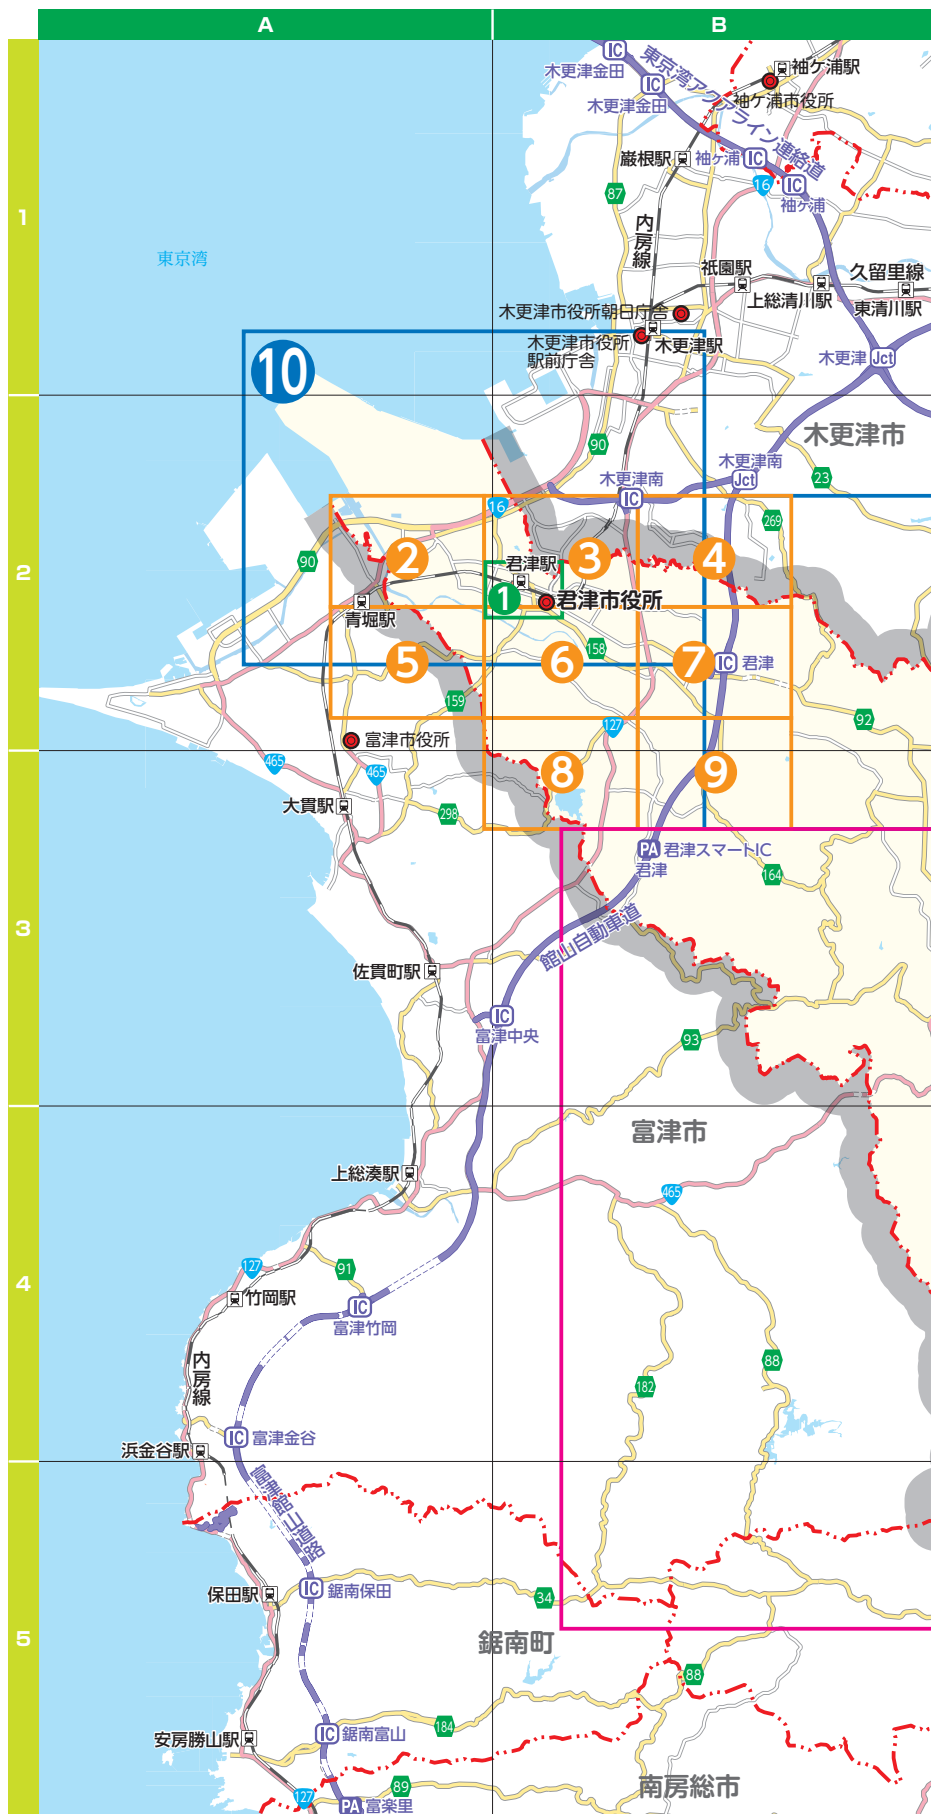 A
B
1
2
3
4
5
IC
木更津金田
IC
木更津金田
東京湾アクアライン連絡道
袖ケ浦駅
袖ケ浦市役所
巌根駅
袖ケ浦
IC
16
IC
袖ケ浦
87
内房線
東京湾
祇園駅
上総清川駅
久留里線
東清川駅
木更津市役所朝日庁舎
木更津市役所
駅前庁舎
木更津駅
木更津
Jct
10
木更津市
90
木更津南
IC
木更津南
Jct
23
16
269
90
2
3
4
君津駅
1
君津市役所
青堀駅
5
6
158
7
IC
君津
159
92
127
富津市役所
465
465
8
9
大貫駅
298
PA
君津スマートIC
君津
164
館山自動車道
佐貫町駅
IC
富津中央
93
富津市
上総湊駅
465
127
91
竹岡駅
IC
富津竹岡
内房線
88
182
IC
富津金谷
浜金谷駅
富津館山道路
保田駅
IC
鋸南保田
34
鋸南町
88
安房勝山駅
IC
鋸南富山
184
127
PA
富楽里
89
南房総市